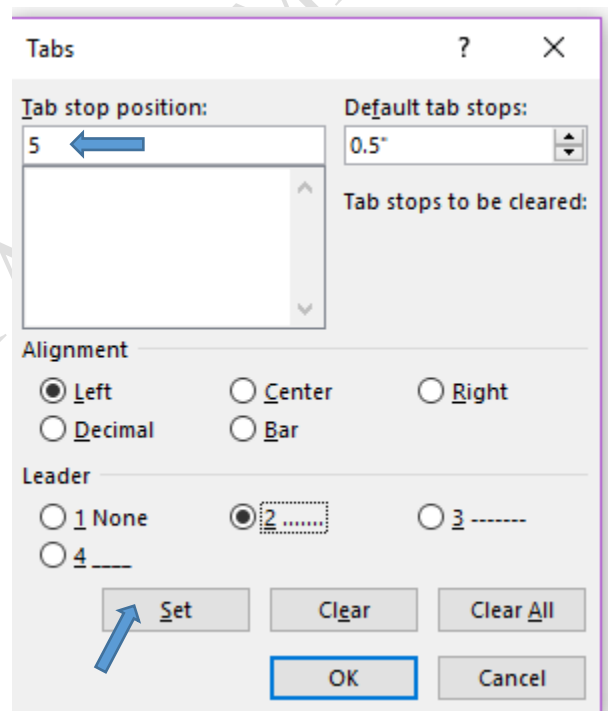 Tabs ?
Tab stop position: Default tab stops:
5 0.5"
Tab stops to be cleared:
Alignment
Left Center Right
Decimal Bar
Leader
1 None 2 ....... 3 -------
4 ____
Set Clear Clear All
OK Cancel